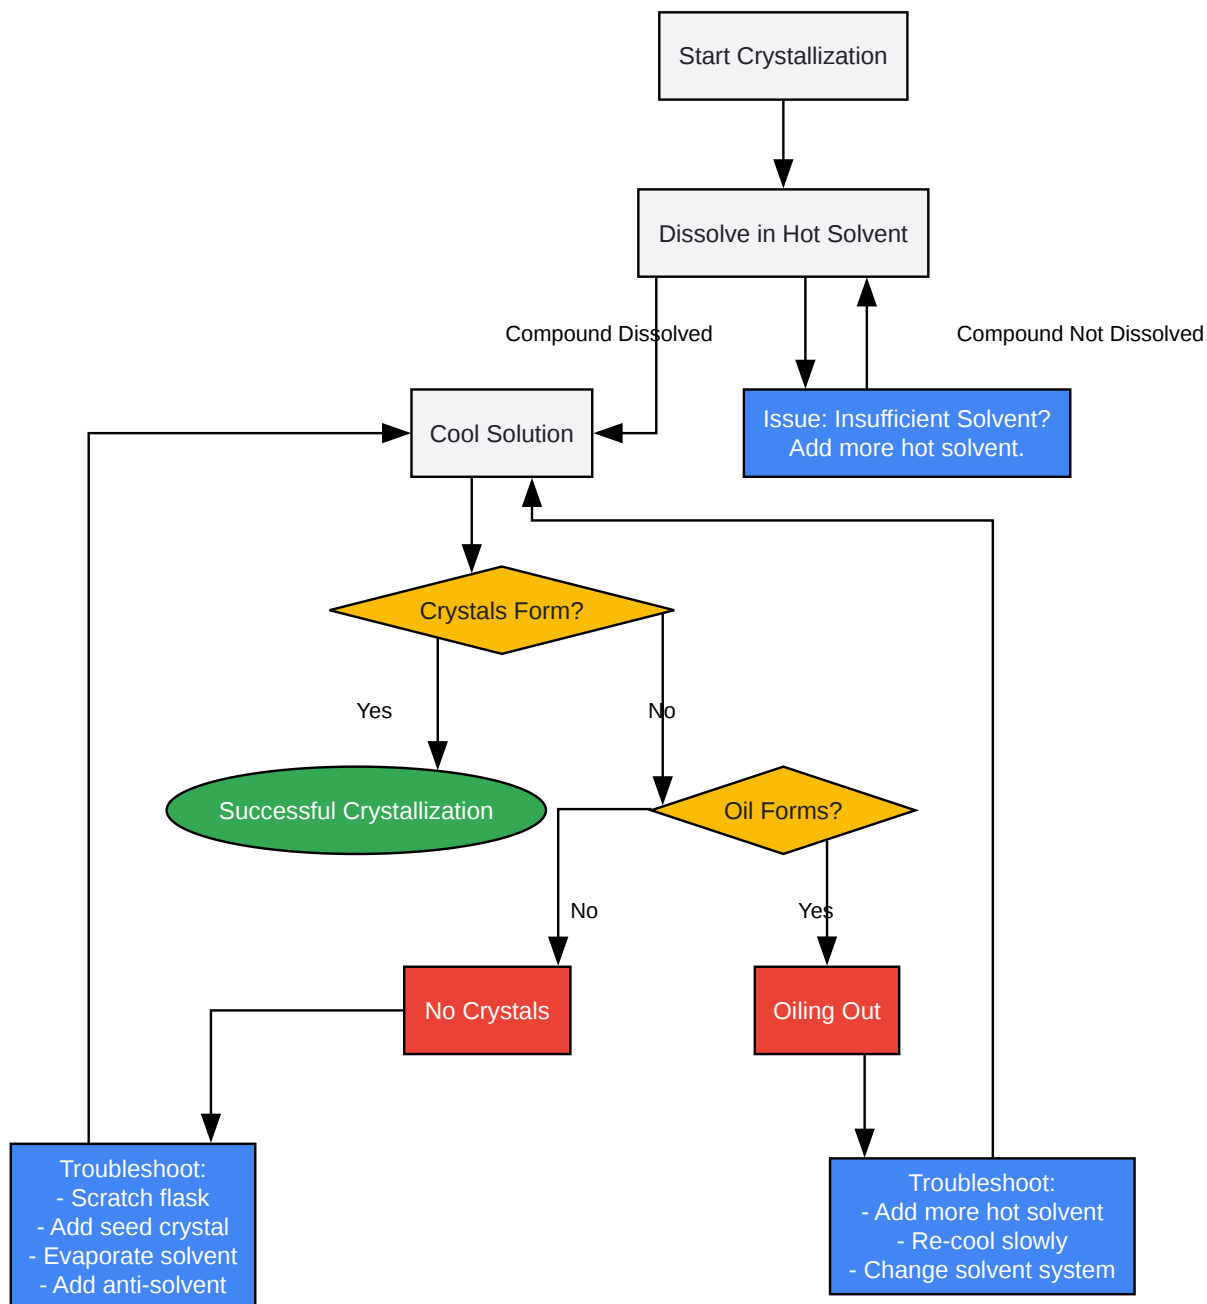 Start Crystallization
Dissolve in Hot Solvent
Compound Dissolved
Compound Not Dissolved
Cool Solution
Issue: Insufficient Solvent?
Add more hot solvent.
Crystals Form?
Yes
No
Successful Crystallization
Oil Forms?
No
Yes
No Crystals
Oiling Out
Troubleshoot:
- Scratch flask
- Add seed crystal
- Evaporate solvent
- Add anti-solvent
Troubleshoot:
- Add more hot solvent
- Re-cool slowly
- Change solvent system